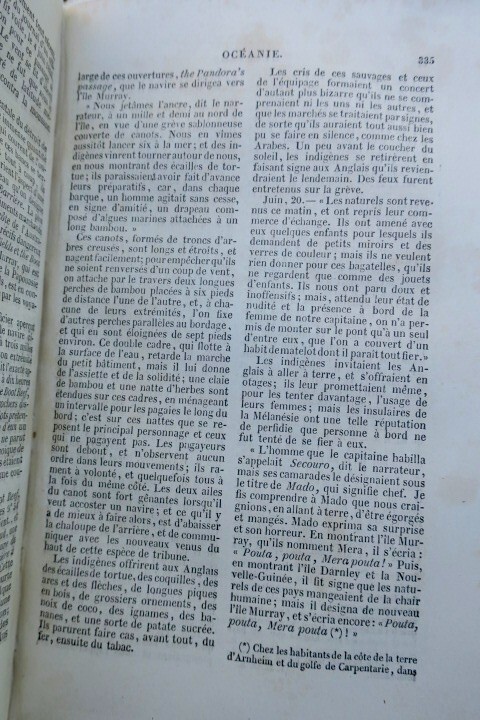 OCÉANIE.
335
large de ces ouvertures, the Pandora's
passage, que le navire se dirigea vers
l'île Murray.
« Nous jetâmes l'ancre, dit le nar-
rateur, à un mille et demi au nord de
l'île, en vue d'une grève sablonneuse
couverte de canots. Nous en vîmes
aussitôt lancer six à la mer; et des in-
digènes vinrent tourner autour de nous,
en nous montrant des écailles de tor-
tue; ils paraissaient avoir fait d'avance
leurs préparatifs, car, dans chaque
barque, un homme agitait sans cesse,
en signe d'amitié, un drapeau com-
posé d'algues marines attachées à un
long bambou. »
Ces canots, formés de troncs d'ar-
bres creusés, sont longs et étroits, et
nagent facilement; pour empêcher qu'ils
ne soient renversés d'un coup de vent,
on attache par le travers deux longues
perches de bambou placées à six pieds
de distance l'une de l'autre, et, à cha-
cune de leurs extrémités, l'on fixe
d'autres perches parallèles au bordage,
et qui en sont éloignées de sept pieds
environ. Ce double cadre, qui flotte à
la surface de l'eau, retarde la marche
du petit bâtiment, mais il lui donne
de l'assiette et de la solidité; une claie
de bambou et une natte d'herbes sont
étendues sur ces cadres, en ménageant
un intervalle pour les pagaies le long du
bord; c'est sur ces nattes que se re-
posent le principal personnage et ceux
qui ne pagayent pas. Les pagayeurs
sont debout, et n'observent aucun
ordre dans leurs mouvements; ils ra-
ment à volonté, et quelquefois tous à
la fois du même côté. Les deux ailes
du canot sont fort gênantes lorsqu'il
veut accoster un navire; et ce qu'il y
a de mieux à faire alors, est d'abaisser
la chaloupe de l'arrière, et de commu-
niquer avec les nouveaux venus du
haut de cette espèce de tribune.
Les indigènes offrirent aux Anglais
des écailles de tortue, des coquilles, des
arcs et des flèches, de longues piques
en bois, de grossiers ornements, des
noix de coco, des ignames, des ba-
nanes, et une sorte de patate sucrée.
Ils parurent faire cas, avant tout, du
fer, ensuite du tabac.
Les cris de ces sauvages et ceux
de l'équipage formaient un concert
d'autant plus bizarre qu'ils ne se com-
prenaient ni les uns ni les autres, et
que les marchés se traitaient par signes,
de sorte qu'ils auraient tout aussi bien
pu se faire en silence, comme chez les
Arabes. Un peu avant le coucher du
soleil, les indigènes se retirèrent en
faisant signe aux Anglais qu'ils revien-
draient le lendemain. Des feux furent
entretenus sur la grève.
Juin, 20. — « Les naturels sont reve-
nus ce matin, et ont repris leur com-
merce d'échange. Ils ont amené avec
eux quelques enfants pour lesquels ils
demandent de petits miroirs et des
verres de couleur; mais ils ne veulent
rien donner pour ces bagatelles, qu'ils
ne regardent que comme des jouets
d'enfants. Ils nous ont paru doux et
inoffensifs; mais, attendu leur état de
nudité et la présence à bord de la
femme de notre capitaine, on n'a per-
mis de monter sur le pont qu'à un seul
d'entre eux, que l'on a couvert d'un
habit de matelot dont il paraît tout fier. »
Les indigènes invitaient les An-
glais à aller à terre, et s'offraient en
otages; ils leur promettaient même,
pour les tenter davantage, l'usage de
leurs femmes; mais les insulaires de
la Mélanésie ont une telle réputation
de perfidie que personne à bord ne
fut tenté de se fier à eux.
« L'homme que le capitaine habilla
s'appelait Secouro, dit le narrateur,
mais ses camarades le désignaient sous
le titre de Mado, qui signifie chef. Je
fis comprendre à Mado que nous crai-
gnions, en allant à terre, d'être égorgés
et mangés. Mado exprima sa surprise
et son horreur. En montrant l'île Mur-
ray, qu'ils nomment Mera, il s'écria:
« Pouta, pouta, Mera pouta! » Puis,
en montrant l'île Darnley et la Nou-
velle-Guinée, il fit signe que les natu-
rels de ces pays mangeaient de la chair
humaine; mais il désigna de nouveau
l'île Murray, et s'écria encore: « Pouta,
pouta, Mera pouta (*)! »
(*) Chez les habitants de la côte de la terre
d'Arnheim et du golfe de Carpentarie, dans